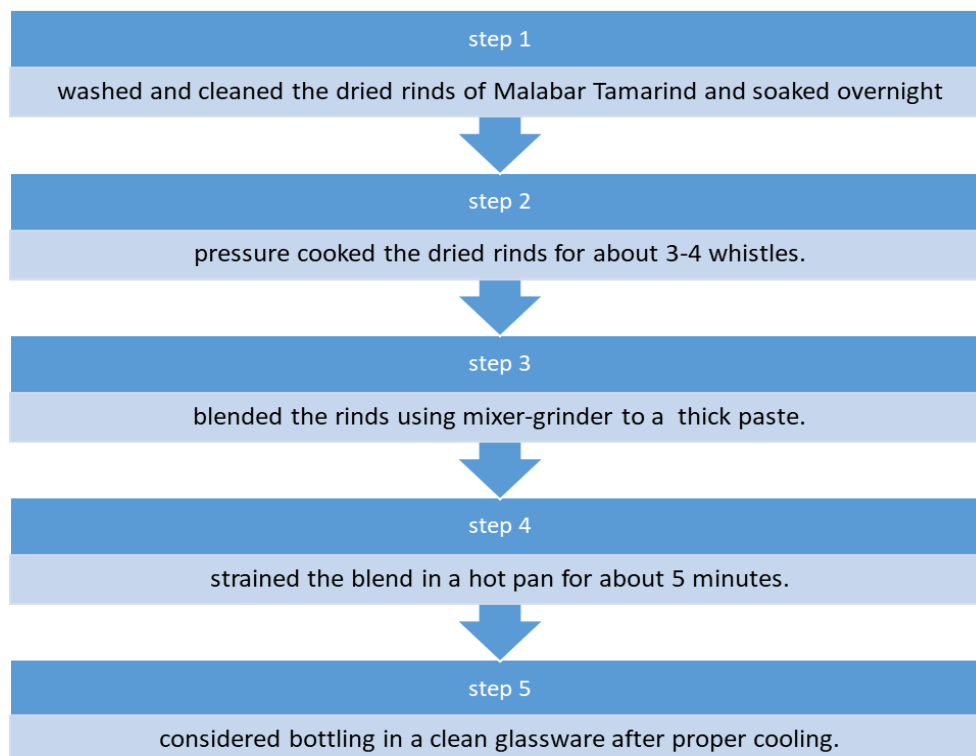 step 1
washed and cleaned the dried rinds of Malabar Tamarind and soaked overnight
step 2
pressure cooked the dried rinds for about 3-4 whistles.
step 3
blended the rinds using mixer-grinder to a  thick paste.
step 4
strained the blend in a hot pan for about 5 minutes.
step 5
considered bottling in a clean glassware after proper cooling.